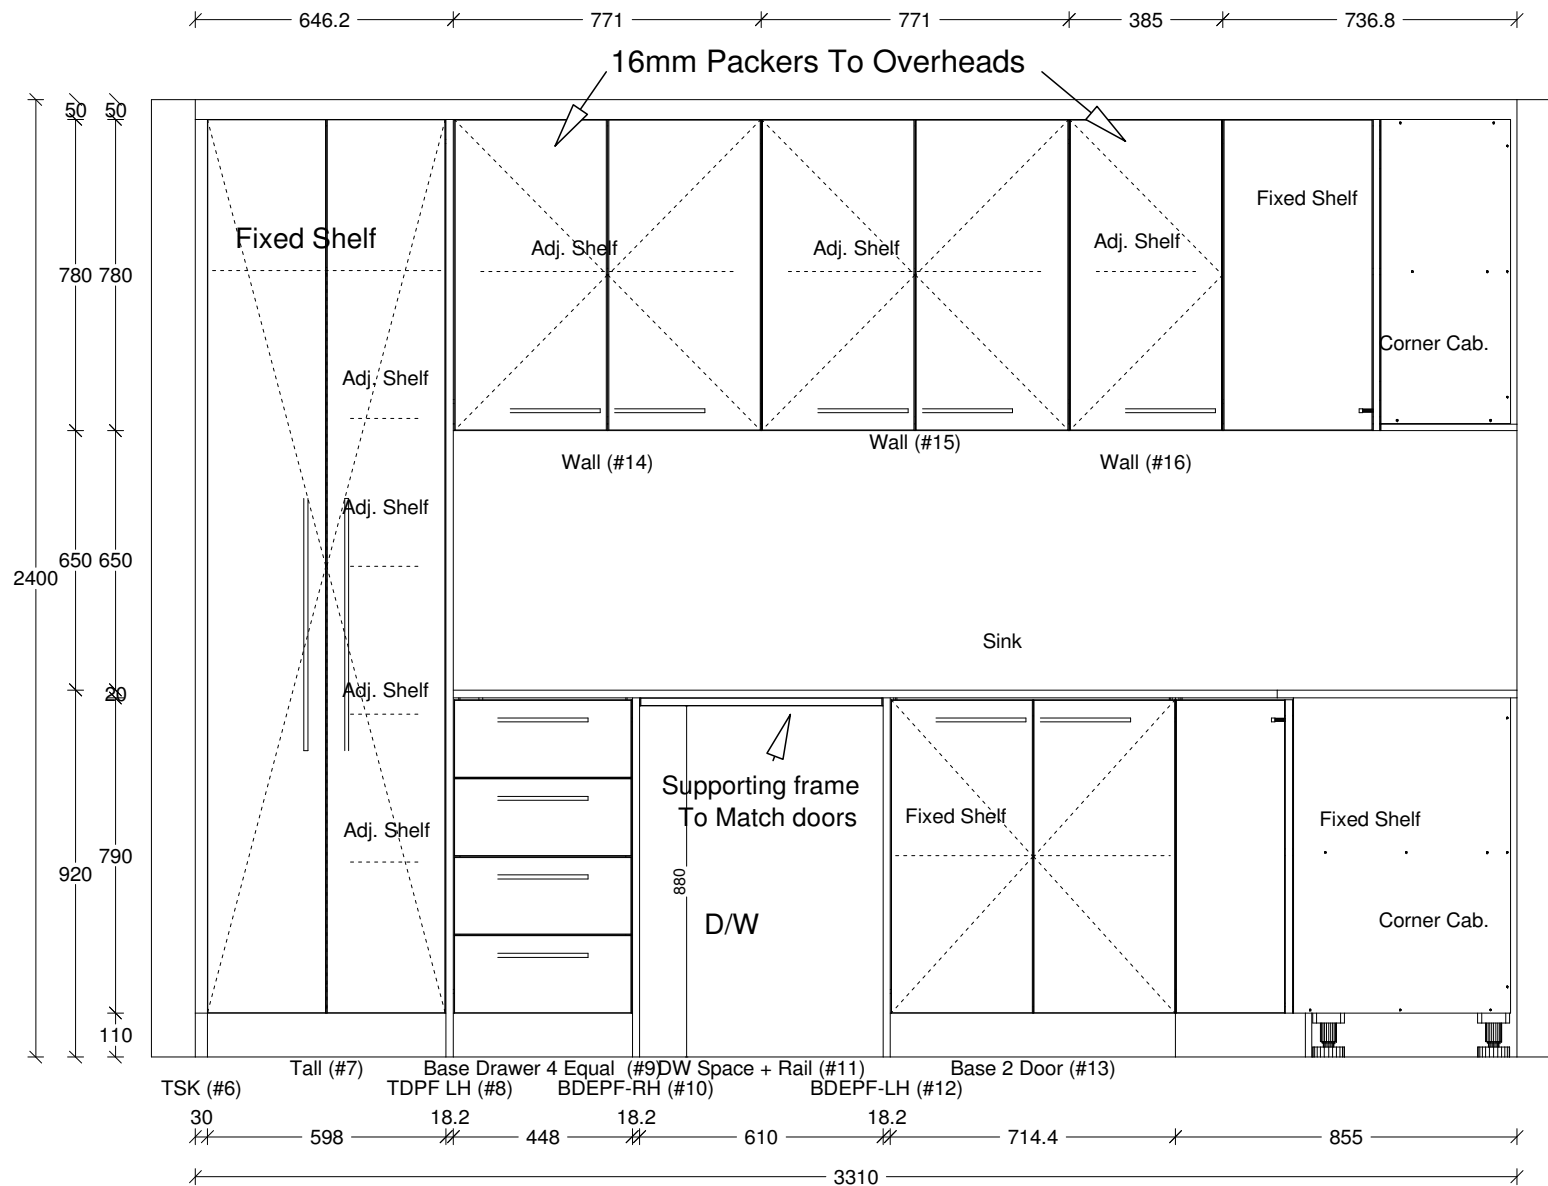 646.2 771 771 385 736.8
16mm Packers To Overheads
50 50
Fixed Shelf
Fixed Shelf
Adj. Shelf Adj. Shelf Adj. Shelf
780 780
Corner Cab.
Adj. Shelf
Wall (#15)
Wall (#14) Wall (#16)
Adj. Shelf
650 650
2400
Sink
Adj. Shelf
20
Supporting frame
To Match doors
Fixed Shelf
Fixed Shelf
Adj. Shelf
790
920
880
D/W
Corner Cab.
110
Tall (#7) Base Drawer 4 Equal (#9) DW Space + Rail (#11) Base 2 Door (#13)
TSK (#6) TDPF LH (#8) BDEPF-RH (#10) BDEPF-LH (#12)
30 18.2 18.2 18.2
598 448 610 714.4 855
3310